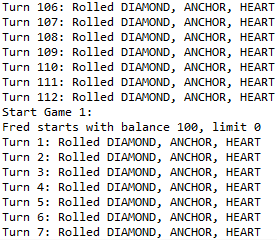 Turn 106: Rolled DIAMOND, ANCHOR, HEART
Turn 107: Rolled DIAMOND, ANCHOR, HEART
Turn 108: Rolled DIAMOND, ANCHOR, HEART
Turn 109: Rolled DIAMOND, ANCHOR, HEART
Turn 110: Rolled DIAMOND, ANCHOR, HEART
Turn 111: Rolled DIAMOND, ANCHOR, HEART
Turn 112: Rolled DIAMOND, ANCHOR, HEART
Start Game 1:
Fred starts with balance 100, limit 0
Turn 1: Rolled DIAMOND, ANCHOR, HEART
Turn 2: Rolled DIAMOND, ANCHOR, HEART
Turn 3: Rolled DIAMOND, ANCHOR, HEART
Turn 4: Rolled DIAMOND, ANCHOR, HEART
Turn 5: Rolled DIAMOND, ANCHOR, HEART
Turn 6: Rolled DIAMOND, ANCHOR, HEART
Turn 7: Rolled DIAMOND, ANCHOR, HEART